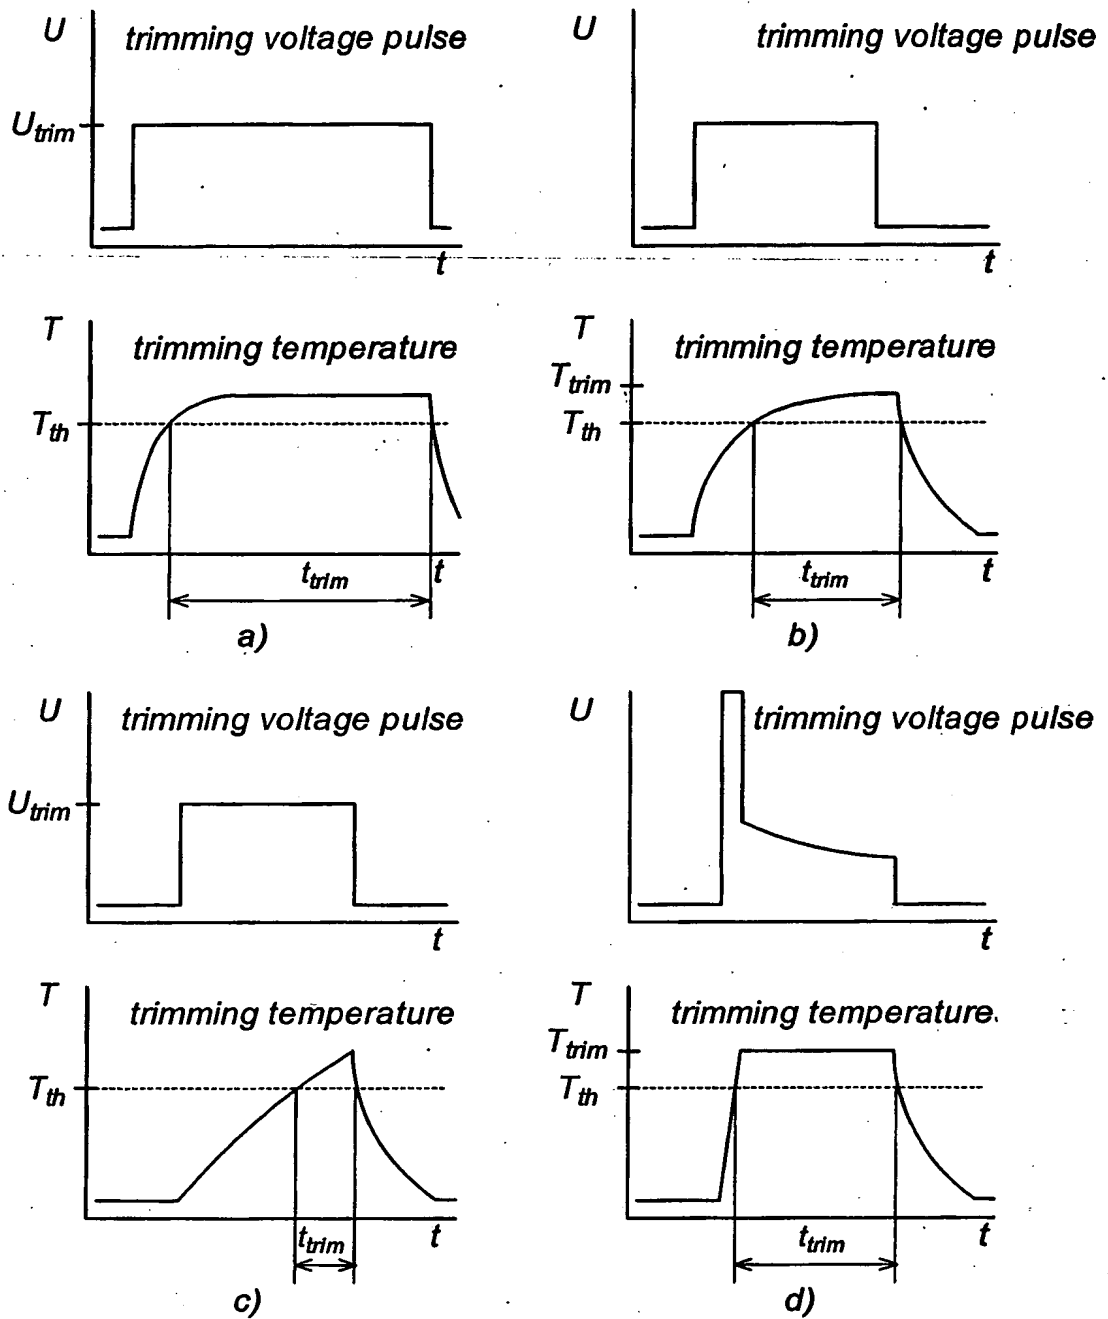 U trimming voltage pulse
U_trim
t
T
trimming temperature
T_th
t_trim
t
a)
U trimming voltage pulse
t
T
trimming temperature
T_trim
T_th
t_trim
t
b)
U trimming voltage pulse
U_trim
t
T
trimming temperature
T_th
t_trim
t
c)
U trimming voltage pulse
t
T
trimming temperature
T_trim
T_th
t_trim
t
d)